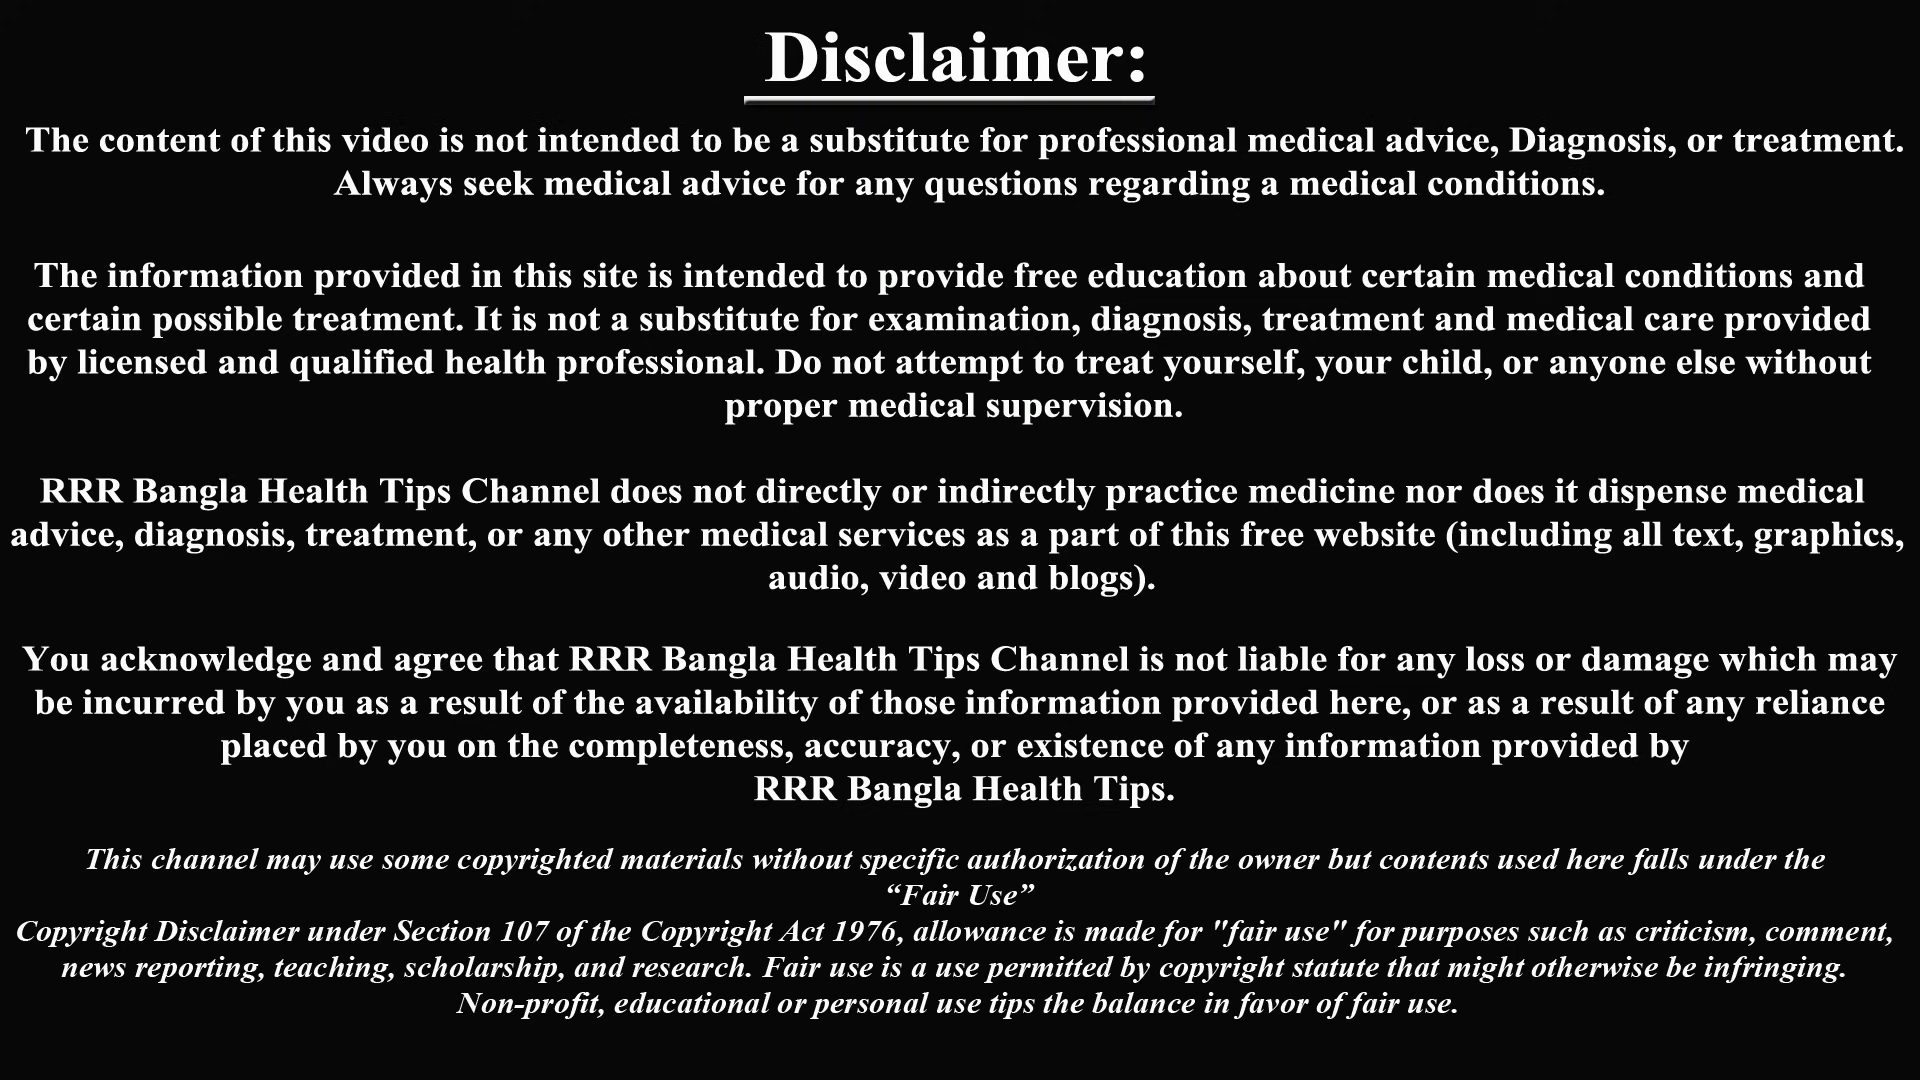 Disclaimer:
The content of this video is not intended to be a substitute for professional medical advice, Diagnosis, or treatment.
Always seek medical advice for any questions regarding a medical conditions.
The information provided in this site is intended to provide free education about certain medical conditions and
certain possible treatment. It is not a substitute for examination, diagnosis, treatment and medical care provided
by licensed and qualified health professional. Do not attempt to treat yourself, your child, or anyone else without
proper medical supervision.
RRR Bangla Health Tips Channel does not directly or indirectly practice medicine nor does it dispense medical
advice, diagnosis, treatment, or any other medical services as a part of this free website (including all text, graphics,
audio, video and blogs).
You acknowledge and agree that RRR Bangla Health Tips Channel is not liable for any loss or damage which may
be incurred by you as a result of the availability of those information provided here, or as a result of any reliance
placed by you on the completeness, accuracy, or existence of any information provided by
RRR Bangla Health Tips.
This channel may use some copyrighted materials without specific authorization of the owner but contents used here falls under the
“Fair Use”
Copyright Disclaimer under Section 107 of the Copyright Act 1976, allowance is made for "fair use" for purposes such as criticism, comment,
news reporting, teaching, scholarship, and research. Fair use is a use permitted by copyright statute that might otherwise be infringing.
Non-profit, educational or personal use tips the balance in favor of fair use.